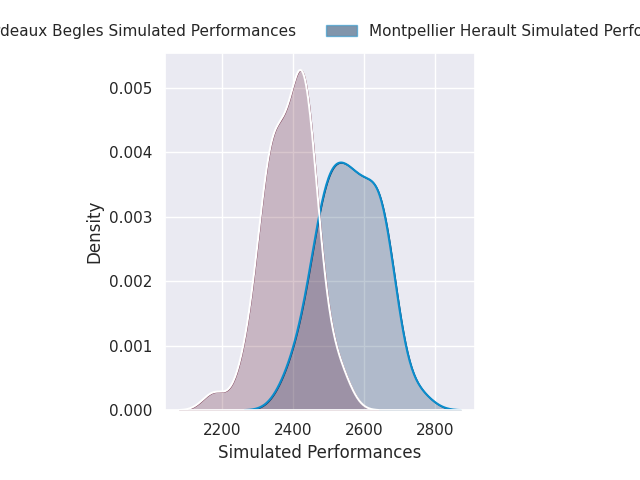 deaux Begles Simulated Performances Montpellier Herault Simulated
0.005
0.004
0.003
0.002
0.001
0.000
Density
2200 2400 2600 2800
Simulated Performances